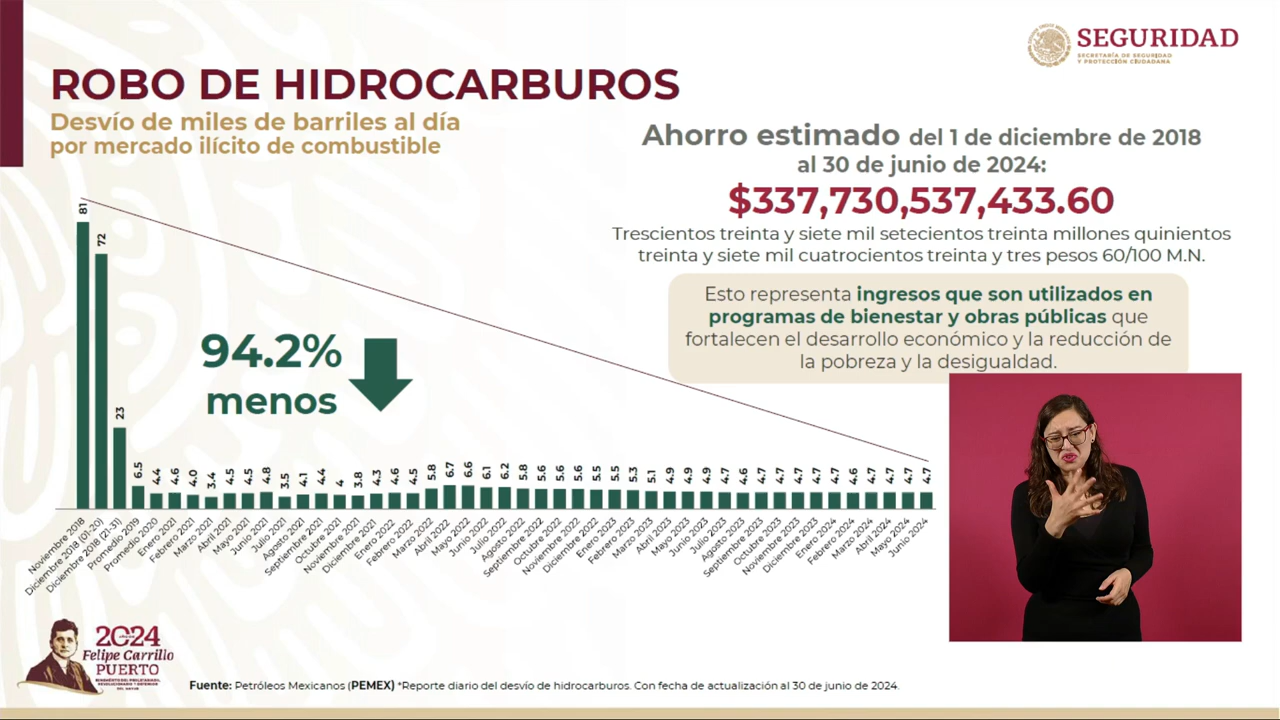 SEGURIDAD
SECRETARÍA DE SEGURIDAD
Y PROTECCIÓN CIUDADANA
ROBO DE HIDROCARBUROS
Desvío de miles de barriles al día
por mercado ilícito de combustible
Ahorro estimado del 1 de diciembre de 2018
al 30 de junio de 2024:
$337,730,537,433.60
Trescientos treinta y siete mil setecientos treinta millones quinientos
treinta y siete mil cuatrocientos treinta y tres pesos 60/100 M.N.
Esto representa ingresos que son utilizados en
programas de bienestar y obras públicas que
fortalecen el desarrollo económico y la reducción de
la pobreza y la desigualdad.
94.2%
menos
81
72
23
6.5
4.4
4.6
4.0
3.4
4.5
4.5
4.8
3.5
4.1
4.4
4
3.8
4.3
4.6
4.5
5.8
6.7
6.6
6.1
6.2
5.8
5.6
5.6
5.6
5.5
5.5
5.3
5.1
4.9
4.9
4.9
4.7
4.6
4.7
4.7
4.7
4.7
4.7
4.6
4.7
4.7
4.7
4.7
Noviembre 2018
Diciembre 2018 (01-20)
Diciembre 2018 (21-31)
Promedio 2019
Promedio 2020
Enero 2021
Febrero 2021
Marzo 2021
Abril 2021
Mayo 2021
Junio 2021
Julio 2021
Agosto 2021
Septiembre 2021
Octubre 2021
Noviembre 2021
Diciembre 2021
Enero 2022
Febrero 2022
Marzo 2022
Abril 2022
Mayo 2022
Junio 2022
Julio 2022
Agosto 2022
Septiembre 2022
Octubre 2022
Noviembre 2022
Diciembre 2022
Enero 2023
Febrero 2023
Marzo 2023
Abril 2023
Mayo 2023
Junio 2023
Julio 2023
Agosto 2023
Septiembre 2023
Octubre 2023
Noviembre 2023
Diciembre 2023
Enero 2024
Febrero 2024
Marzo 2024
Abril 2024
Mayo 2024
Junio 2024
2024
Felipe Carrillo
PUERTO
BENEMÉRITO DEL PROLETARIADO,
REVOLUCIONARIO Y DEFENSOR
DEL MAYAB
Fuente: Petróleos Mexicanos (PEMEX) *Reporte diario del desvío de hidrocarburos. Con fecha de actualización al 30 de junio de 2024.